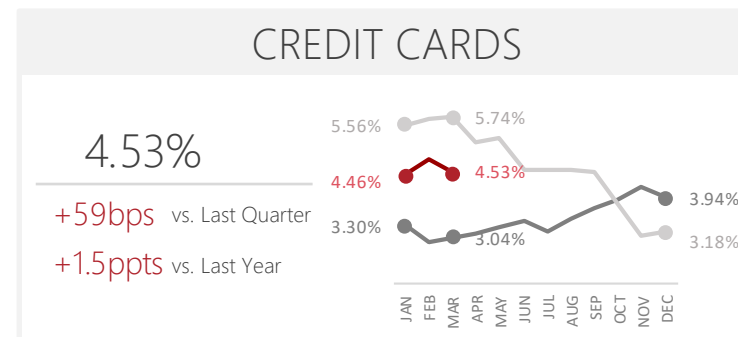 CREDIT CARDS
4.53%
+59bps vs. Last Quarter
+1.5ppts vs. Last Year
5.56%
5.74%
4.46%
4.53%
3.30%
3.04%
3.94%
3.18%
JAN
FEB
MAR
APR
MAY
JUN
JUL
AUG
SEP
OCT
NOV
DEC